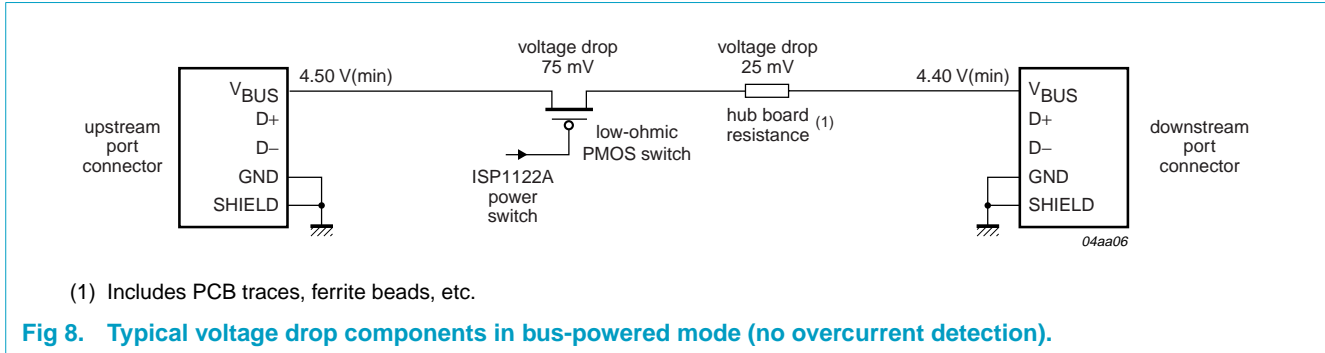 voltage drop
75 mV
voltage drop
25 mV
4.50 V(min)
4.40 V(min)
upstream
port
connector
VBUS
D+
D−
GND
SHIELD
low-ohmic
PMOS switch
ISP1122A
power
switch
hub board
resistance (1)
VBUS
D+
D−
GND
SHIELD
downstream
port
connector
04aa06
(1) Includes PCB traces, ferrite beads, etc.
Fig 8. Typical voltage drop components in bus-powered mode (no overcurrent detection).